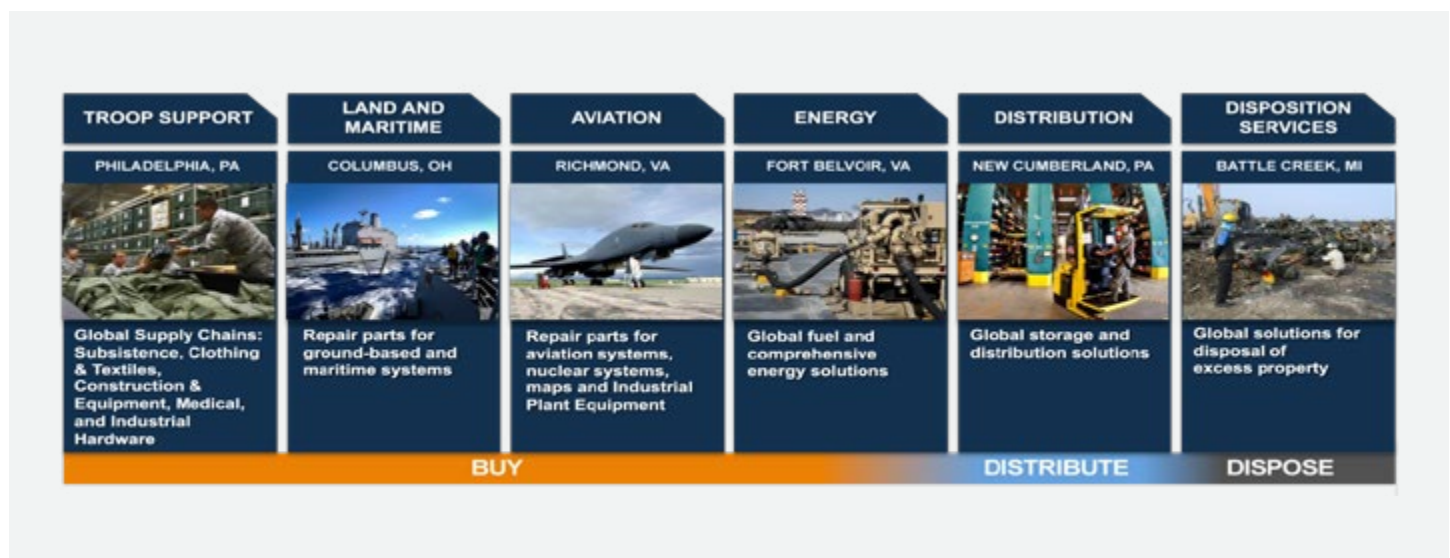 TROOP SUPPORT
LAND AND
MARITIME
AVIATION
ENERGY
DISTRIBUTION
DISPOSITION
SERVICES
PHILADELPHIA, PA
COLUMBUS, OH
RICHMOND, VA
FORT BELVOIR, VA
NEW CUMBERLAND, PA
BATTLE CREEK, MI
Global Supply Chains:
Subsistence, Clothing
& Textiles,
Construction &
Equipment, Medical,
and Industrial
Hardware
Repair parts for
ground-based and
maritime systems
Repair parts for
aviation systems,
nuclear systems,
maps and Industrial
Plant Equipment
Global fuel and
comprehensive
energy solutions
Global storage and
distribution solutions
Global solutions for
disposal of
excess property
BUY
DISTRIBUTE
DISPOSE